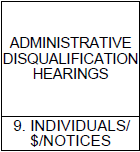 ADMINISTRATIVE
DISQUALIFICATION
HEARINGS
9. INDIVIDUALS/
$/NOTICES